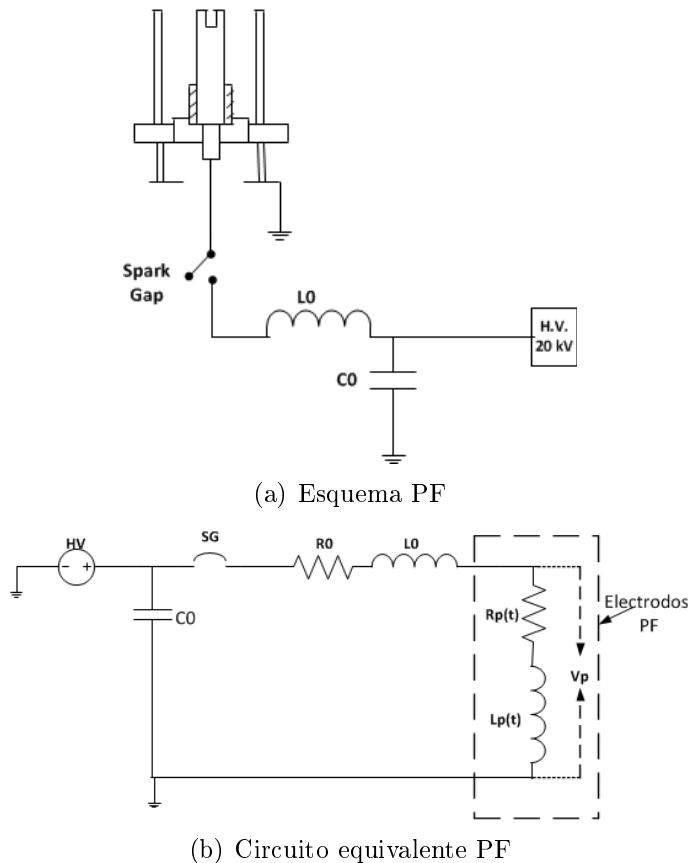 Spark
Gap
L0
H.V.
20 kV
C0
(a) Esquema PF
HV
- +
SG
R0
L0
C0
Rp(t)
Lp(t)
Vp
Electrodos
PF
(b) Circuito equivalente PF